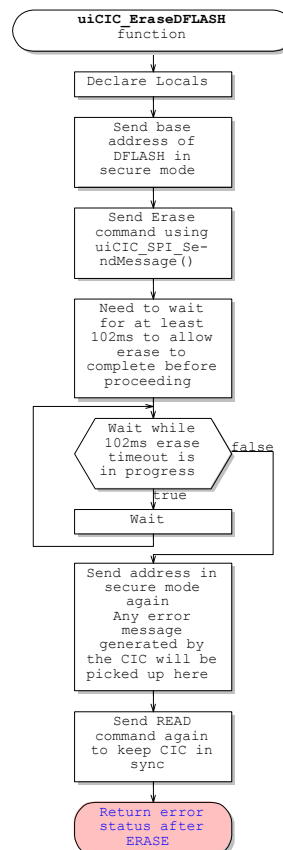 uiCIC_EraseDFLASH
function
Declare Locals
Send base
address of
DFLASH in
secure mode
Send Erase
command using
uiCIC_SPI_Se-
ndMessage()
Need to wait
for at least
102ms to allow
erase to
complete before
proceeding
Wait while
102ms erase
timeout is
in progress
false
true
Wait
Send address in
secure mode
again
Any error
message
generated by
the CIC will be
picked up here
Send READ
command again
to keep CIC in
sync
Return error
status after
ERASE